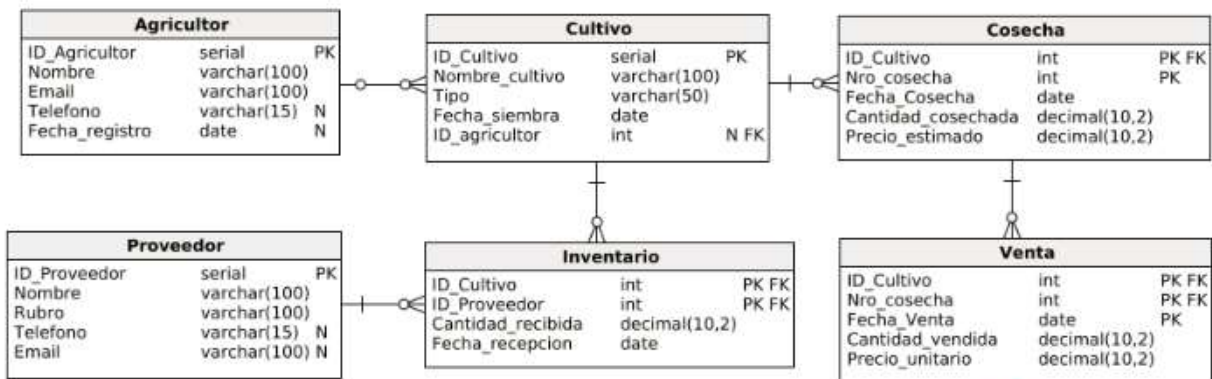 Agricultor
ID_Agricultor serial PK
Nombre varchar(100)
Email varchar(100)
Telefono varchar(15) N
Fecha_registro date N
Cultivo
ID_Cultivo serial PK
Nombre_cultivo varchar(100)
Tipo varchar(50)
Fecha_siembra date
ID_agricultor int N FK
Cosecha
ID_Cultivo int PK FK
Nro_cosecha int PK
Fecha_Cosecha date
Cantidad_cosechada decimal(10,2)
Precio_estimado decimal(10,2)
Proveedor
ID_Proveedor serial PK
Nombre varchar(100)
Rubro varchar(100)
Telefono varchar(15) N
Email varchar(100) N
Inventario
ID_Cultivo int PK FK
ID_Proveedor int PK FK
Cantidad_recibida decimal(10,2)
Fecha_recepcion date
Venta
ID_Cultivo int PK FK
Nro_cosecha int PK FK
Fecha_Venta date PK
Cantidad_vendida decimal(10,2)
Precio_unitario decimal(10,2)